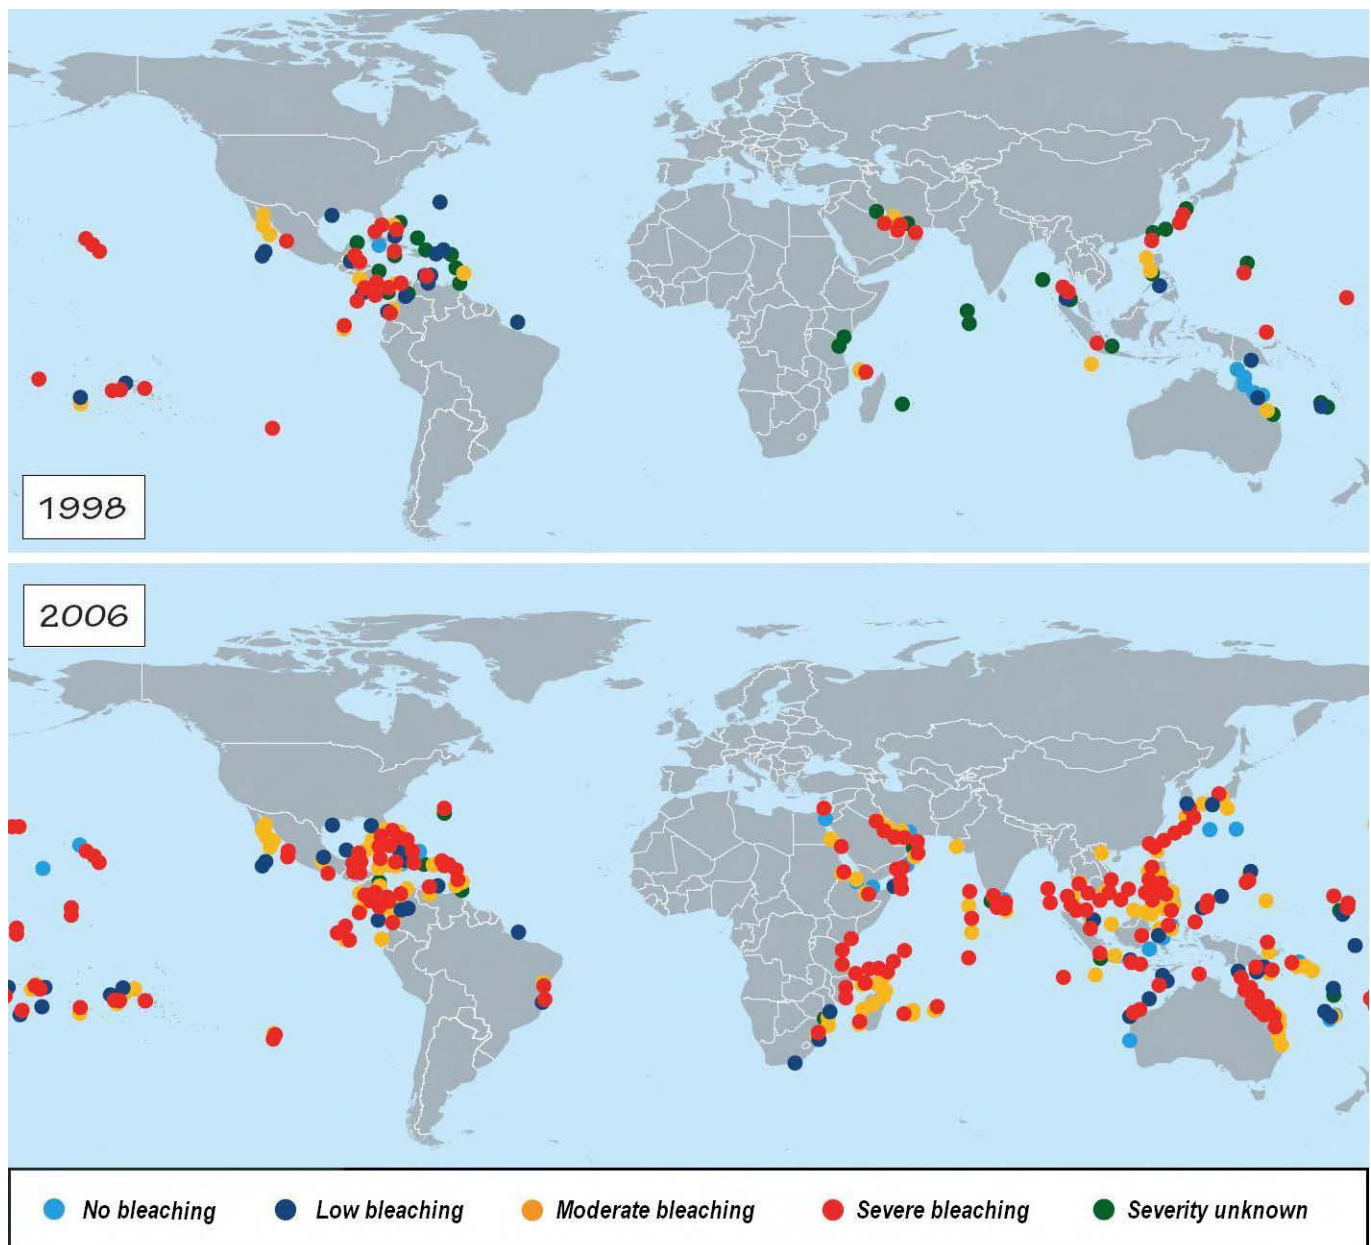 1998
2006
No bleaching
Low bleaching
Moderate bleaching
Severe bleaching
Severity unknown